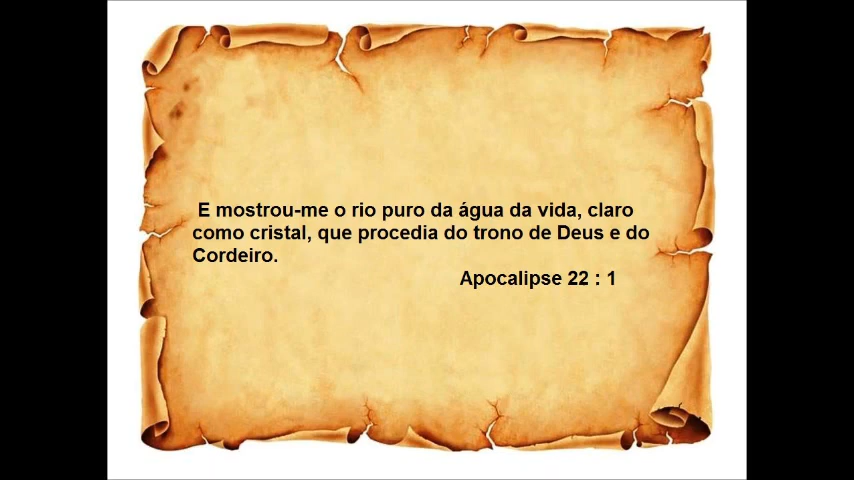 E mostrou-me o rio puro da água da vida, claro
como cristal, que procedia do trono de Deus e do
Cordeiro.
Apocalipse 22 : 1